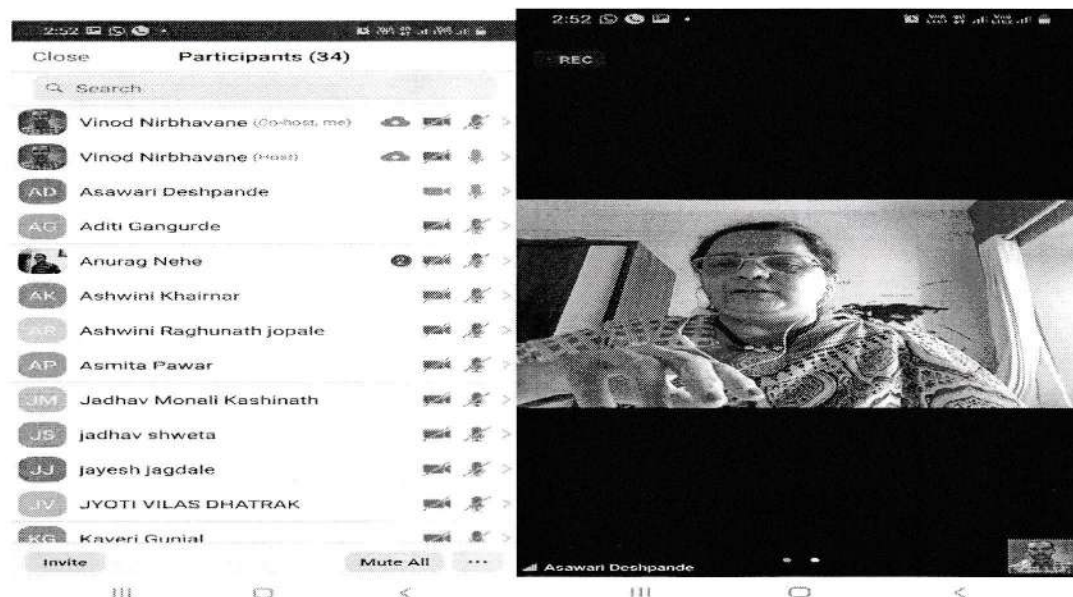 2:52
Close Participants (34)
Search
Vinod Nirbhavane (Co-host, me)
Vinod Nirbhavane (Host)
AD Asawari Deshpande
AG Aditi Gangurde
Anurag Nehe 2
AK Ashwini Khairnar
AR Ashwini Raghunath jopale
AP Asmita Pawar
JM Jadhav Monali Kashinath
JS jadhav shweta
JJ jayesh jagdale
JV JYOTI VILAS DHATRAK
KG Kaveri Gunjal
Invite Mute All ...
2:52
REC
Asawari Deshpande